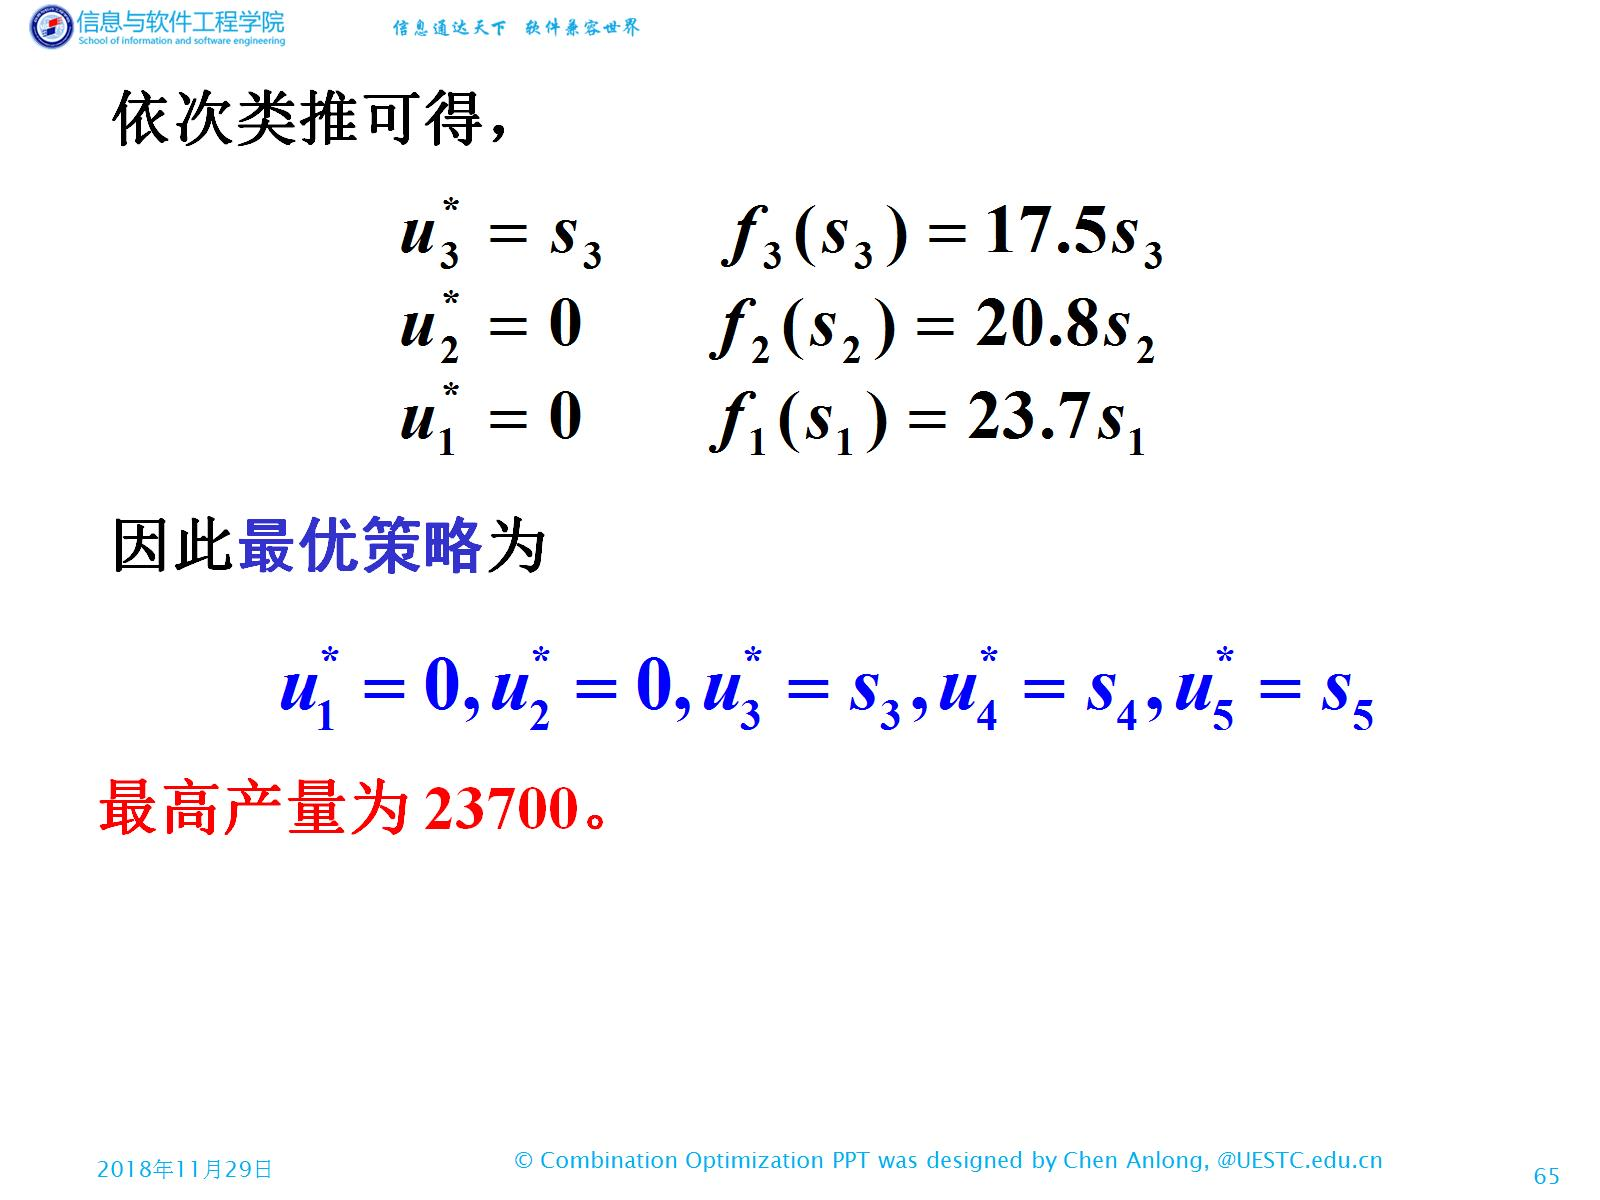 信息与软件工程学院
School of information and software engineering
信息通达天下 软件兼容世界
依次类推可得，
u₃* = s₃ f₃(s₃) = 17.5s₃
u₂* = 0 f₂(s₂) = 20.8s₂
u₁* = 0 f₁(s₁) = 23.7s₁
因此最优策略为
u₁* = 0, u₂* = 0, u₃* = s₃, u₄* = s₄, u₅* = s₅
最高产量为 23700。
2018年11月29日
© Combination Optimization PPT was designed by Chen Anlong, @UESTC.edu.cn
65